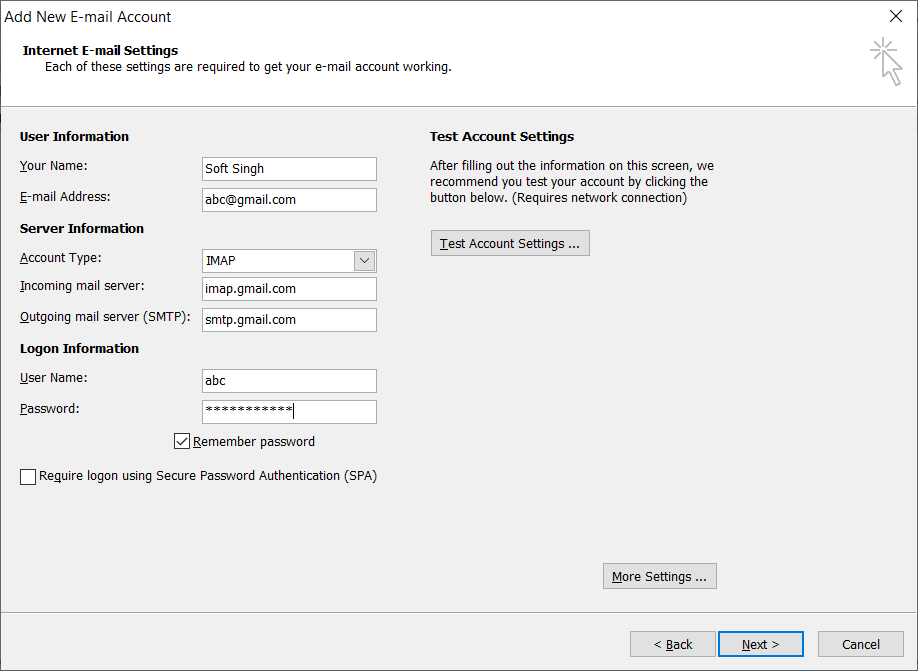 Add New E-mail Account
Internet E-mail Settings
Each of these settings are required to get your e-mail account working.
User Information
Your Name: Soft Singh
E-mail Address: abc@gmail.com
Server Information
Account Type: IMAP
Incoming mail server: imap.gmail.com
Outgoing mail server (SMTP): smtp.gmail.com
Logon Information
User Name: abc
Password: ***********
Remember password
Require logon using Secure Password Authentication (SPA)
Test Account Settings
After filling out the information on this screen, we
recommend you test your account by clicking the
button below. (Requires network connection)
Test Account Settings ...
More Settings ...
< Back
Next >
Cancel